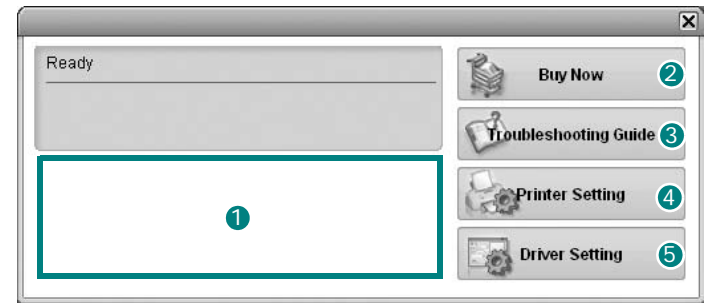 Ready
Buy Now 2
Troubleshooting Guide 3
1
Printer Setting 4
Driver Setting 5